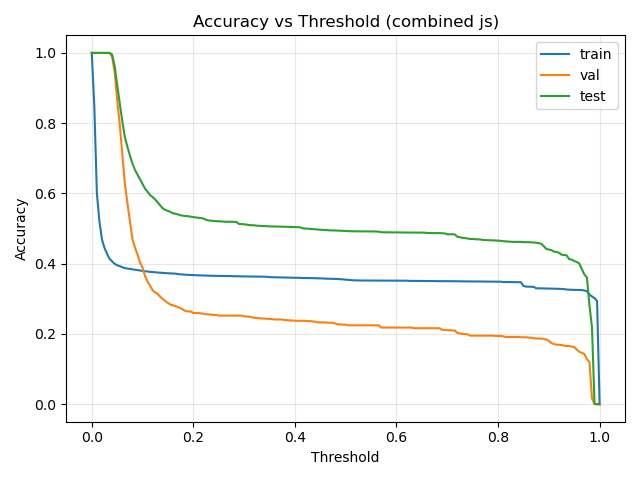 Accuracy vs Threshold (combined js)
train
val
test
1.0
0.8
0.6
0.4
0.2
0.0
Accuracy
0.0 0.2 0.4 0.6 0.8 1.0
Threshold